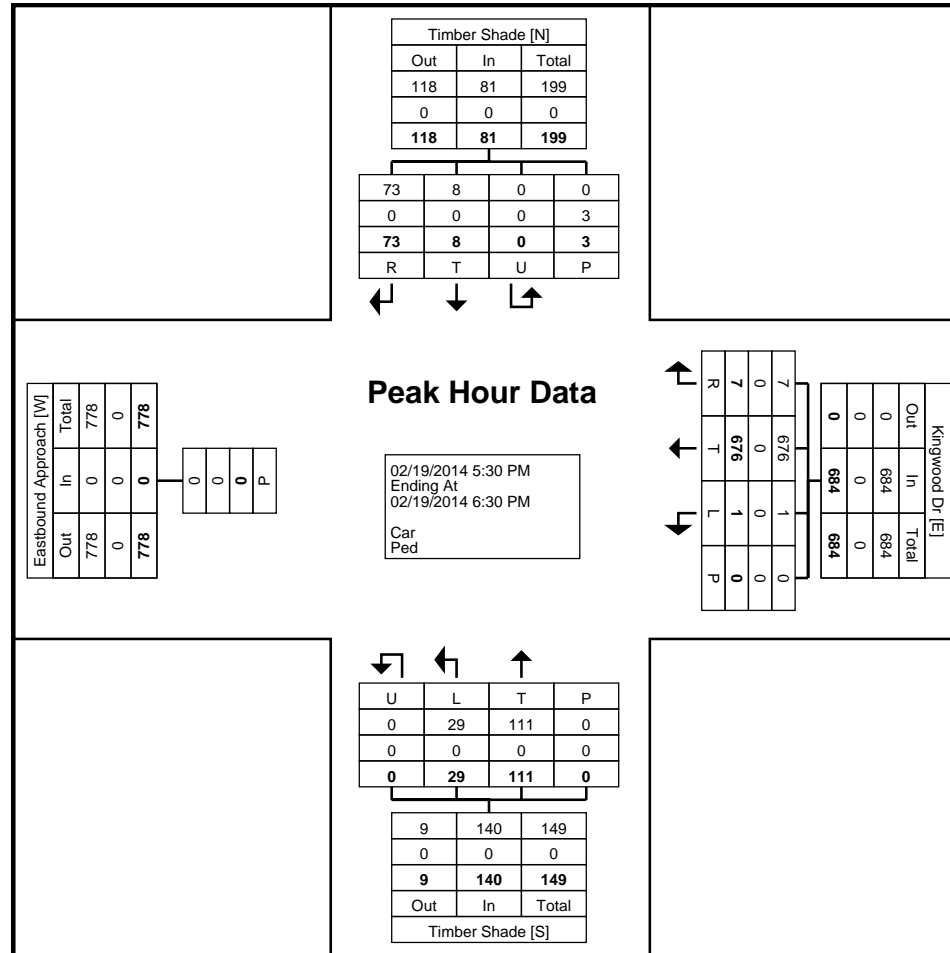 Timber Shade [N]
Out In Total
118 81 199
0 0 0
118 81 199
73 8 0 0
0 0 0 3
73 8 0 3
R T U P
Peak Hour Data
02/19/2014 5:30 PM
Ending At
02/19/2014 6:30 PM
Car
Ped
Eastbound Approach [W]
Out In Total
778 0 778
0 0 0
778 0 778
0
0
0
P
Kingwood Dr [E]
Out In Total
0 684 684
0 0 0
0 684 684
7 676 1 0
0 0 0 0
7 676 1 0
R T L P
U L T P
0 29 111 0
0 0 0 0
0 29 111 0
9 140 149
0 0 0
9 140 149
Out In Total
Timber Shade [S]